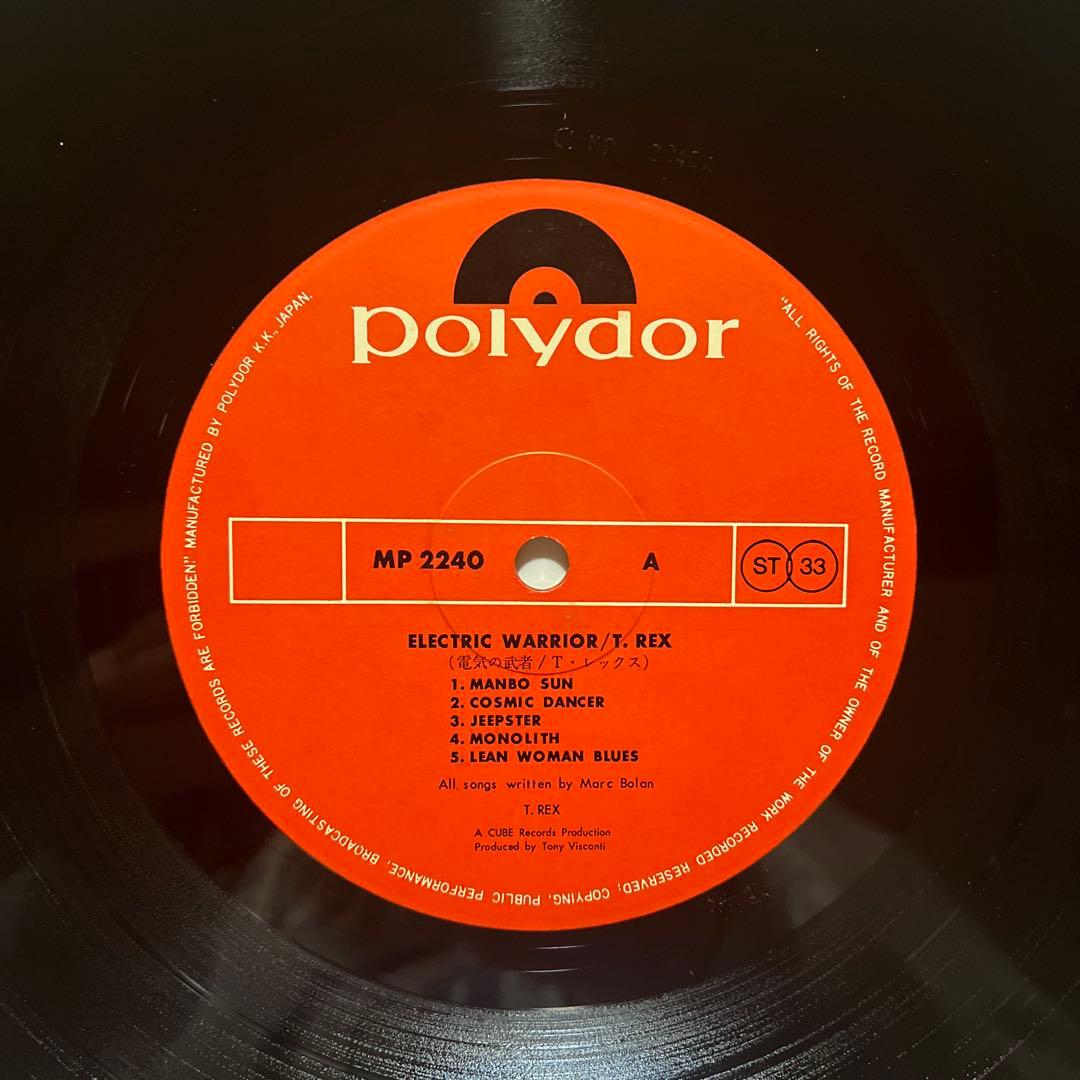 polydor
"ALL RIGHTS OF THE RECORD MANUFACTURER AND OF THE OWNER OF THE WORK RECORDED RESERVED; COPYING, PUBLIC PERFORMANCE, BROADCASTING OF THESE RECORDS ARE FORBIDDEN!" MANUFACTURED BY POLYDOR K.K., JAPAN.
MP 2240 A ST 33
ELECTRIC WARRIOR/T. REX
(電気の武者/T・レックス)
1. MANBO SUN
2. COSMIC DANCER
3. JEEPSTER
4. MONOLITH
5. LEAN WOMAN BLUES
All, songs written by Marc Bolan
T. REX
A CUBE Records Production
Produced by Tony Visconti